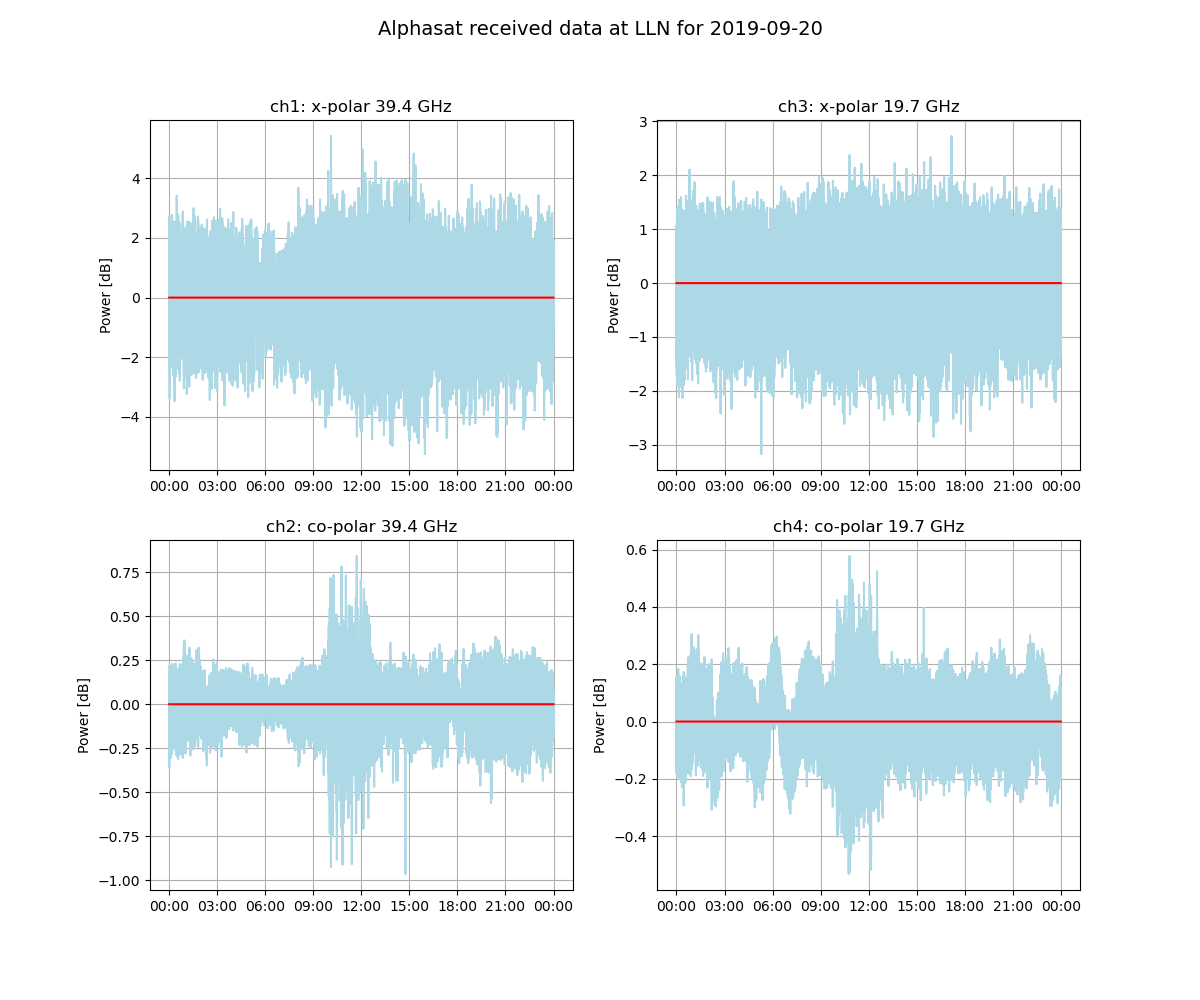 Alphasat received data at LLN for 2019-09-20
ch1: x-polar 39.4 GHz
4
2
0
−2
−4
Power [dB]
00:00 03:00 06:00 09:00 12:00 15:00 18:00 21:00 00:00
ch3: x-polar 19.7 GHz
3
2
1
0
−1
−2
−3
Power [dB]
00:00 03:00 06:00 09:00 12:00 15:00 18:00 21:00 00:00
ch2: co-polar 39.4 GHz
0.75
0.50
0.25
0.00
−0.25
−0.50
−0.75
−1.00
Power [dB]
00:00 03:00 06:00 09:00 12:00 15:00 18:00 21:00 00:00
ch4: co-polar 19.7 GHz
0.6
0.4
0.2
0.0
−0.2
−0.4
Power [dB]
00:00 03:00 06:00 09:00 12:00 15:00 18:00 21:00 00:00